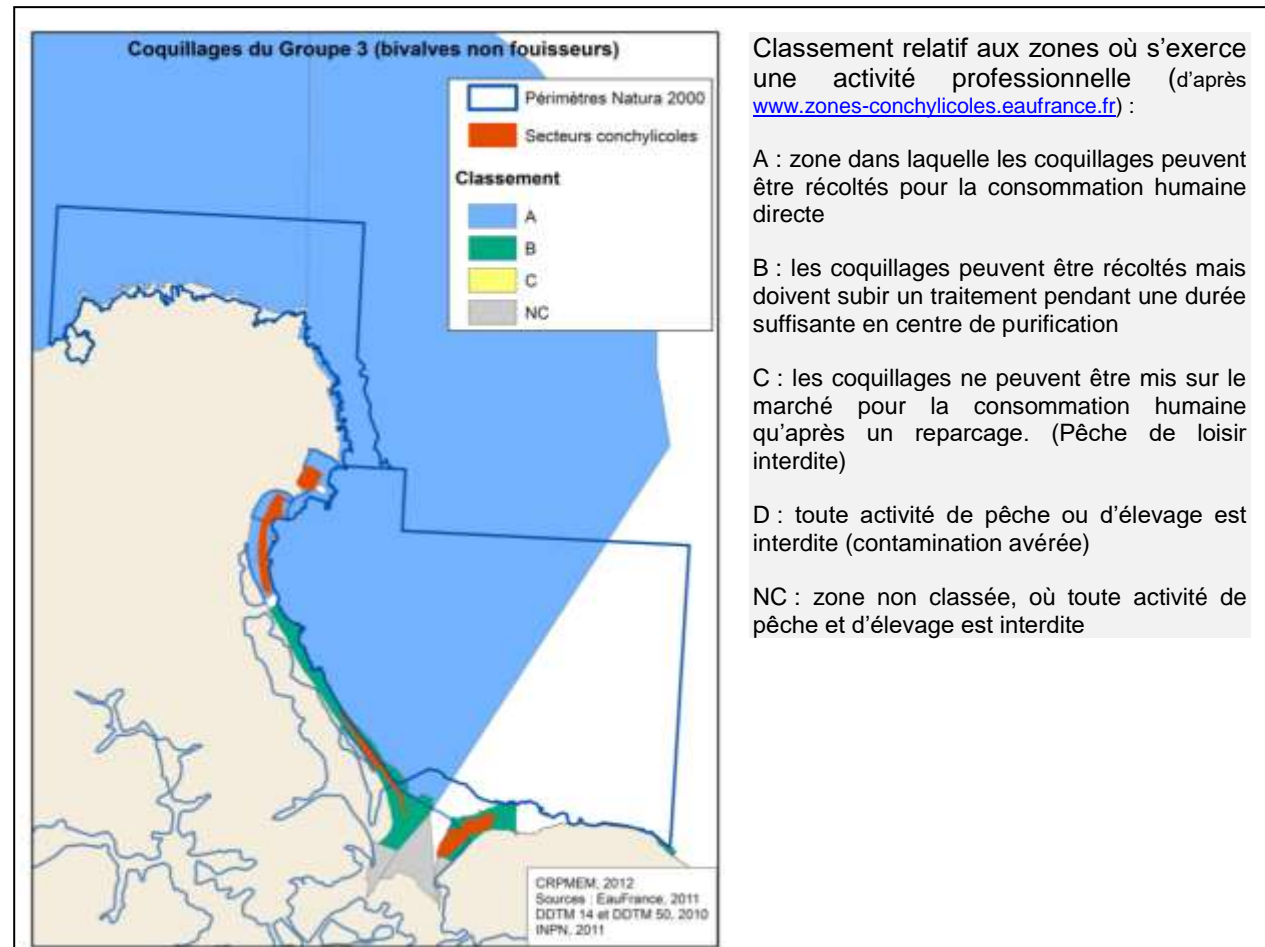 Coquillages du Groupe 3 (bivalves non fouisseurs)
Périmètres Natura 2000
Secteurs conchylicoles
Classement
A
B
C
NC
CRPMEM, 2012
Sources : EauFrance, 2011
DDTM 14 et DDTM 50, 2010
INPN, 2011
Classement relatif aux zones où s’exerce
une activité professionnelle (d’après
www.zones-conchylicoles.eaufrance.fr) :
A : zone dans laquelle les coquillages peuvent
être récoltés pour la consommation humaine
directe
B : les coquillages peuvent être récoltés mais
doivent subir un traitement pendant une durée
suffisante en centre de purification
C : les coquillages ne peuvent être mis sur le
marché pour la consommation humaine
qu’après un reparcage. (Pêche de loisir
interdite)
D : toute activité de pêche ou d’élevage est
interdite (contamination avérée)
NC : zone non classée, où toute activité de
pêche et d’élevage est interdite